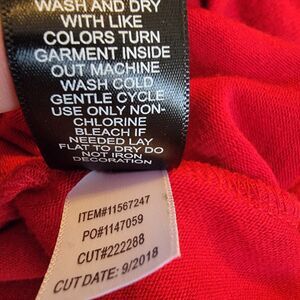 WASH AND DRY
WITH LIKE
COLORS TURN
GARMENT INSIDE
OUT MACHINE
WASH COLD
GENTLE CYCLE
USE ONLY NON-
CHLORINE
BLEACH IF
NEEDED LAY
FLAT TO DRY DO
NOT IRON
DECORATION
ITEM#11567247
PO#1147059
CUT#222288
CUT DATE: 9/2018